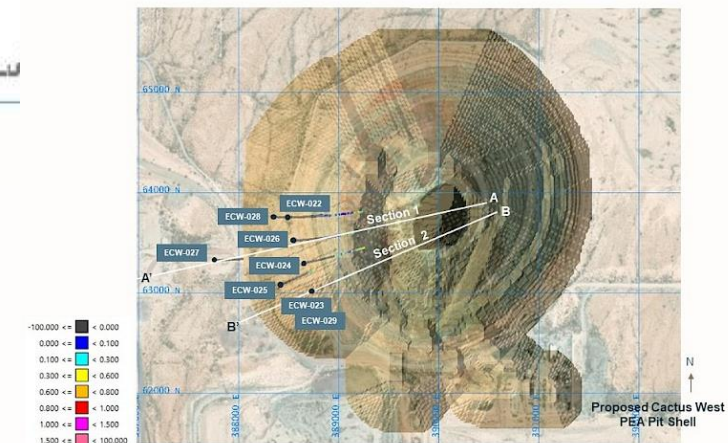 65000 N
64000 N
63000 N
62000 N
388000 E
389000 E
ECW-022
ECW-028
ECW-026
ECW-027
ECW-024
ECW-025
ECW-023
ECW-029
Section 1
Section 2
A
B
A'
B'
-100.000 <= < 0.000
0.000 <= < 0.100
0.100 <= < 0.300
0.300 <= < 0.600
0.600 <= < 0.800
0.800 <= < 1.000
1.000 <= < 1.500
1.500 <= < 100.000
N
Proposed Cactus West
PEA Pit Shell